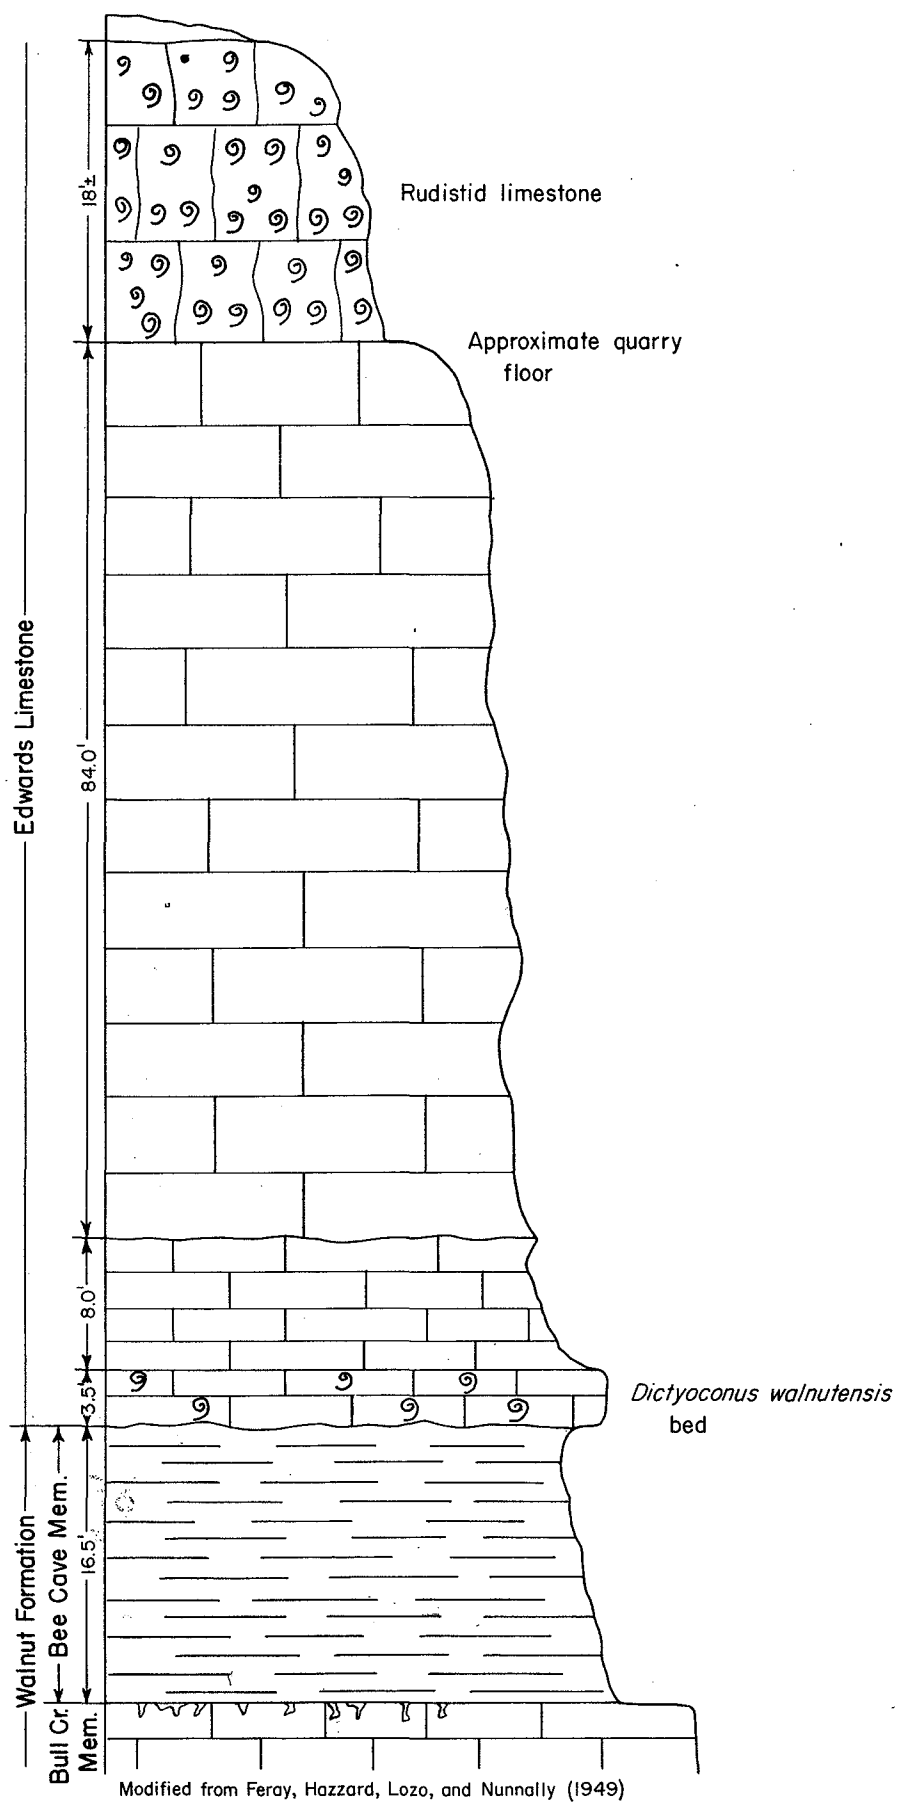 18'±
Rudistid limestone
Approximate quarry
floor
Edwards Limestone
84.0'
8.0'
3.5'
Dictyoconus walnutensis
bed
Walnut Formation
Bee Cave Mem.
16.5'
Bull Cr.
Mem.
Modified from Feray, Hazzard, Lozo, and Nunnally (1949)